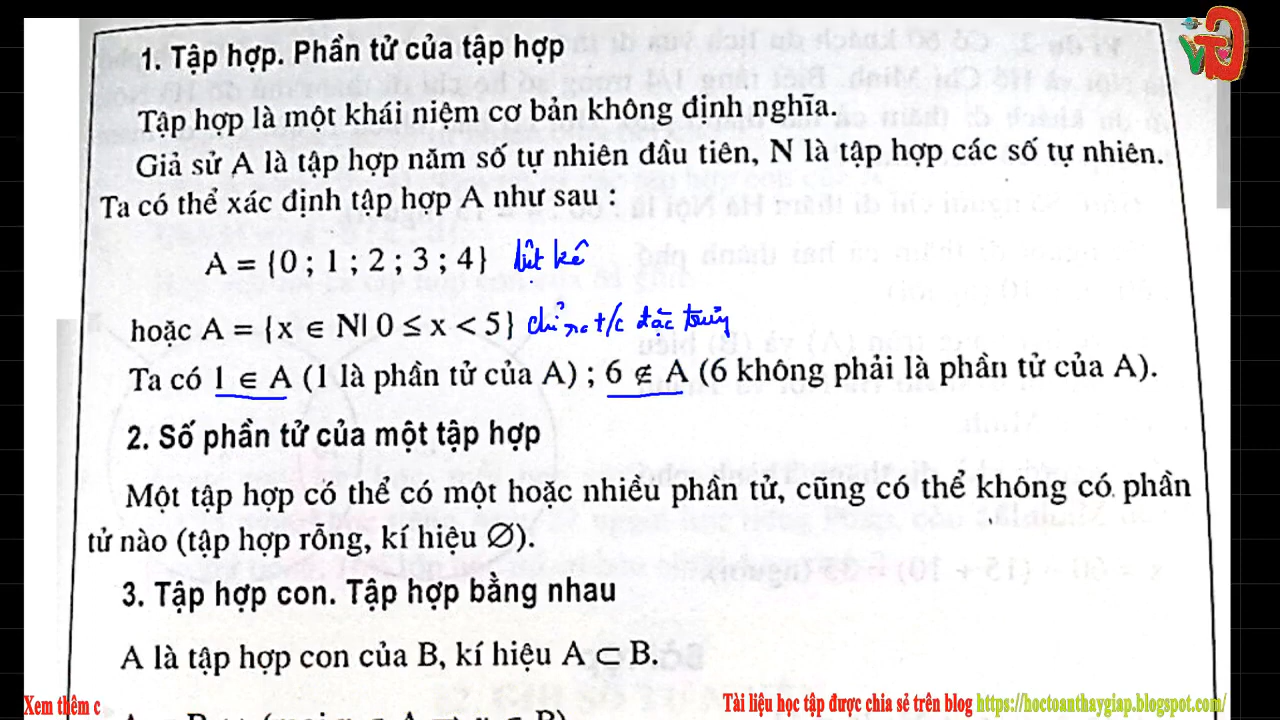 1. Tập hợp. Phần tử của tập hợp
Tập hợp là một khái niệm cơ bản không định nghĩa.
Giả sử A là tập hợp năm số tự nhiên đầu tiên, N là tập hợp các số tự nhiên.
Ta có thể xác định tập hợp A như sau :
A = {0 ; 1 ; 2 ; 3 ; 4} liệt kê
hoặc A = {x ∈ N| 0 ≤ x < 5} chỉ ra t/c đặc trưng
Ta có 1 ∈ A (1 là phần tử của A) ; 6 ∉ A (6 không phải là phần tử của A).
2. Số phần tử của một tập hợp
Một tập hợp có thể có một hoặc nhiều phần tử, cũng có thể không có phần
tử nào (tập hợp rỗng, kí hiệu ∅).
3. Tập hợp con. Tập hợp bằng nhau
A là tập hợp con của B, kí hiệu A ⊂ B.
Xem thêm c
Tài liệu học tập được chia sẻ trên blog https://hoctoanthaygiap.blogspot.com/